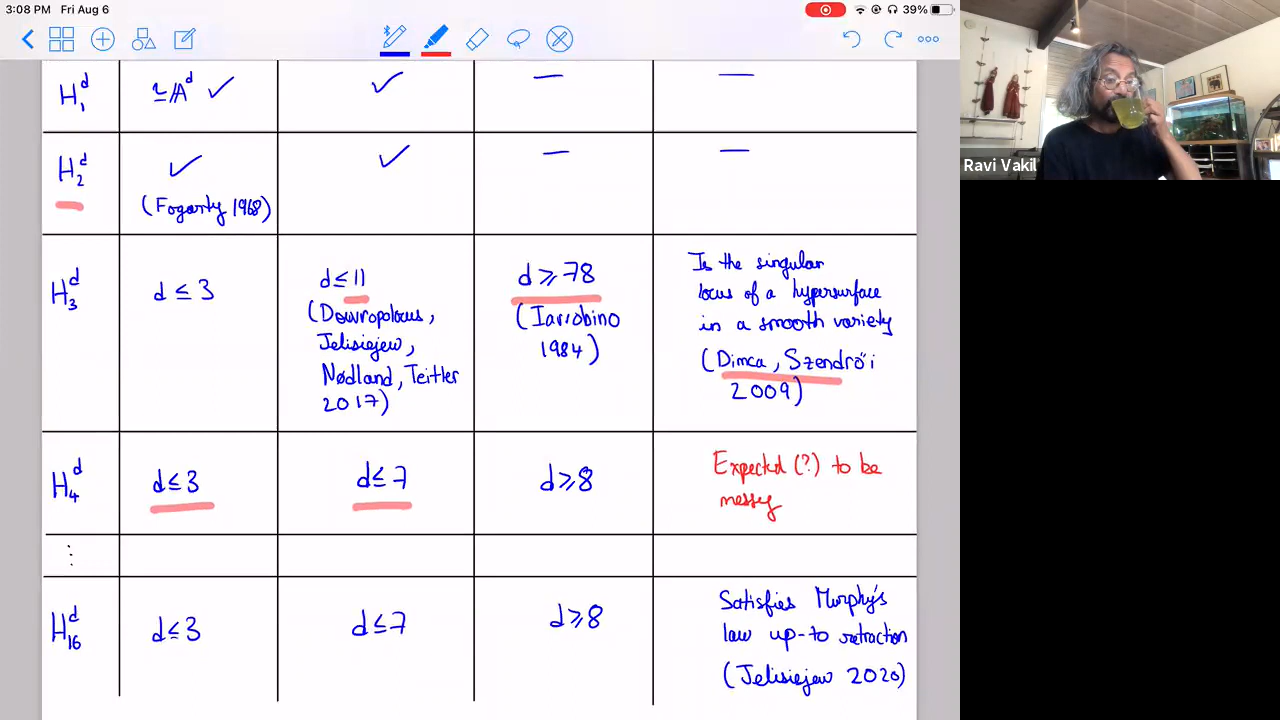 3:08 PM Fri Aug 6
39%
Ravi Vakil
H₁ᵈ ≅ 𝔸ᵈ ✓ ✓ — —
H₂ᵈ ✓ ✓ — —
(Fogarty 1968)
H₃ᵈ d ≤ 3
d ≤ 11
(Douvropolous,
Jelisiejew,
Nødland, Teitler
2017)
d ⩾ 78
(Iarrobino
1984)
Is the singular
locus of a hypersurface
in a smooth variety
(Dimca, Szendrői
2009)
H₄ᵈ d ≤ 3 d ≤ 7 d ⩾ 8
Expected (?) to be
messy
⋮
H₁₆ᵈ d ≤ 3 d ≤ 7 d ⩾ 8
Satisfies Murphy's
law up-to retraction
(Jelisiejew 2020)